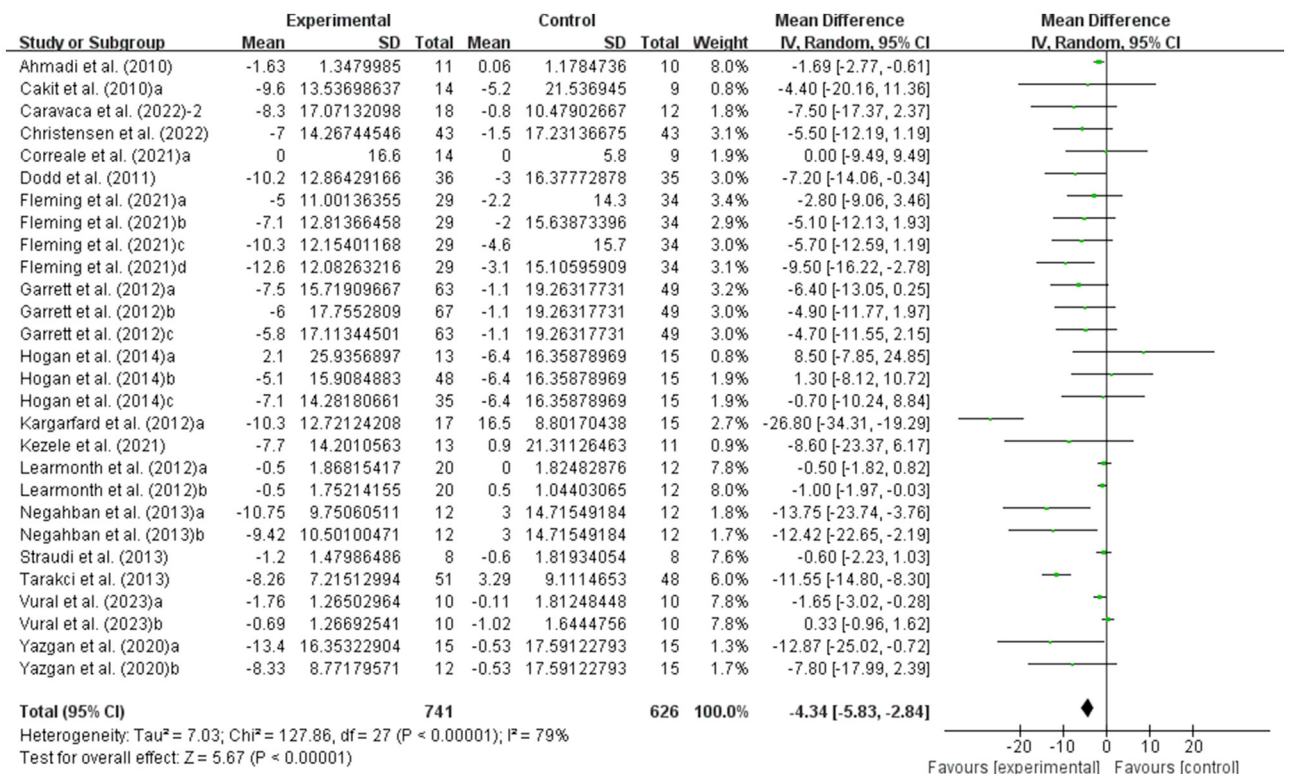 Experimental Control Mean Difference Mean Difference
Study or Subgroup Mean SD Total Mean SD Total Weight IV, Random, 95% CI IV, Random, 95% CI
Ahmadi et al. (2010) -1.63 1.3479985 11 0.06 1.1784736 10 8.0% -1.69 [-2.77, -0.61]
Cakit et al. (2010)a -9.6 13.53698637 14 -5.2 21.536945 9 0.8% -4.40 [-20.16, 11.36]
Caravaca et al. (2022)-2 -8.3 17.07132098 18 -0.8 10.47902667 12 1.8% -7.50 [-17.37, 2.37]
Christensen et al. (2022) -7 14.26744546 43 -1.5 17.23136675 43 3.1% -5.50 [-12.19, 1.19]
Correale et al. (2021)a 0 16.6 14 0 5.8 9 1.9% 0.00 [-9.49, 9.49]
Dodd et al. (2011) -10.2 12.86429166 36 -3 16.37772878 35 3.0% -7.20 [-14.06, -0.34]
Fleming et al. (2021)a -5 11.00136355 29 -2.2 14.3 34 3.4% -2.80 [-9.06, 3.46]
Fleming et al. (2021)b -7.1 12.81366458 29 -2 15.63873396 34 2.9% -5.10 [-12.13, 1.93]
Fleming et al. (2021)c -10.3 12.15401168 29 -4.6 15.7 34 3.0% -5.70 [-12.59, 1.19]
Fleming et al. (2021)d -12.6 12.08263216 29 -3.1 15.10595909 34 3.1% -9.50 [-16.22, -2.78]
Garrett et al. (2012)a -7.5 15.71909667 63 -1.1 19.26317731 49 3.2% -6.40 [-13.05, 0.25]
Garrett et al. (2012)b -6 17.7552809 67 -1.1 19.26317731 49 3.0% -4.90 [-11.77, 1.97]
Garrett et al. (2012)c -5.8 17.11344501 63 -1.1 19.26317731 49 3.0% -4.70 [-11.55, 2.15]
Hogan et al. (2014)a 2.1 25.9356897 13 -6.4 16.35878969 15 0.8% 8.50 [-7.85, 24.85]
Hogan et al. (2014)b -5.1 15.9084883 48 -6.4 16.35878969 15 1.9% 1.30 [-8.12, 10.72]
Hogan et al. (2014)c -7.1 14.28180661 35 -6.4 16.35878969 15 1.9% -0.70 [-10.24, 8.84]
Kargarfard et al. (2012)a -10.3 12.72124208 17 16.5 8.80170438 15 2.7% -26.80 [-34.31, -19.29]
Kezele et al. (2021) -7.7 14.2010563 13 0.9 21.31126463 11 0.9% -8.60 [-23.37, 6.17]
Learmonth et al. (2012)a -0.5 1.86815417 20 0 1.82482876 12 7.8% -0.50 [-1.82, 0.82]
Learmonth et al. (2012)b -0.5 1.75214155 20 0.5 1.04403065 12 8.0% -1.00 [-1.97, -0.03]
Negahban et al. (2013)a -10.75 9.75060511 12 3 14.71549184 12 1.8% -13.75 [-23.74, -3.76]
Negahban et al. (2013)b -9.42 10.50100471 12 3 14.71549184 12 1.7% -12.42 [-22.65, -2.19]
Straudi et al. (2013) -1.2 1.47986486 8 -0.6 1.81934054 8 7.6% -0.60 [-2.23, 1.03]
Tarakci et al. (2013) -8.26 7.21512994 51 3.29 9.1114653 48 6.0% -11.55 [-14.80, -8.30]
Vural et al. (2023)a -1.76 1.26502964 10 -0.11 1.81248448 10 7.8% -1.65 [-3.02, -0.28]
Vural et al. (2023)b -0.69 1.26692541 10 -1.02 1.6444756 10 7.8% 0.33 [-0.96, 1.62]
Yazgan et al. (2020)a -13.4 16.35322904 15 -0.53 17.59122793 15 1.3% -12.87 [-25.02, -0.72]
Yazgan et al. (2020)b -8.33 8.77179571 12 -0.53 17.59122793 15 1.7% -7.80 [-17.99, 2.39]
Total (95% CI) 741 626 100.0% -4.34 [-5.83, -2.84]
Heterogeneity: Tau² = 7.03; Chi² = 127.86, df = 27 (P < 0.00001); I² = 79%
Test for overall effect: Z = 5.67 (P < 0.00001)
-20 -10 0 10 20
Favours [experimental] Favours [control]